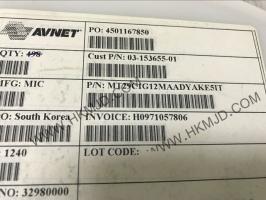 AVNET
PO: 4501167850
QTY: 498
Cust P/N: 03-153655-01
MFG: MIC
P/N: MT29C1G12MAADYAKE5IT
O: South Korea
INVOICE: H0971057806
: 1240
LOT CODE:
NO: 32980000
WWW.HKMJD.COM